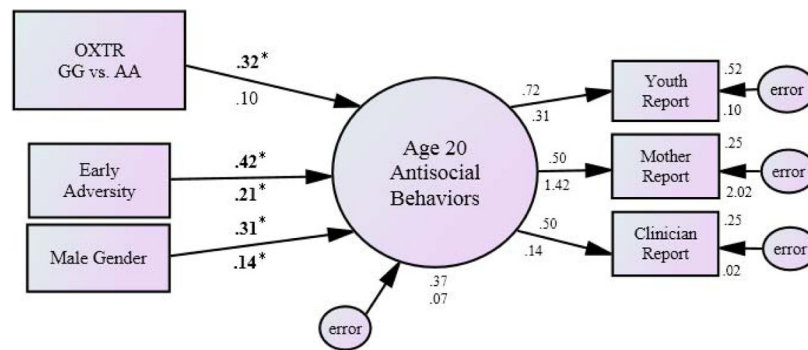 OXTR
GG vs. AA
.32*
.10
Early
Adversity
.42*
.21*
Male Gender
.31*
.14*
Age 20
Antisocial
Behaviors
.37
.07
error
.72
.31
Youth
Report
.52
.10
error
.50
1.42
Mother
Report
.25
2.02
error
.50
.14
Clinician
Report
.25
.02
error